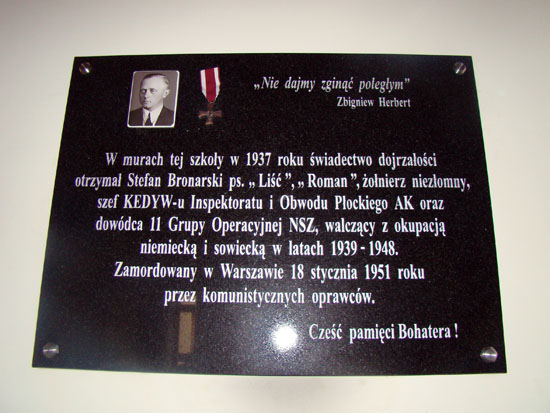 „Nie dajmy zginąć poległym”
Zbigniew Herbert
W murach tej szkoły w 1937 roku świadectwo dojrzałości
otrzymał Stefan Bronarski ps. „Liść”, „Roman”, żołnierz niezłomny,
szef KEDYW-u Inspektoratu i Obwodu Płockiego AK oraz
dowódca 11 Grupy Operacyjnej NSZ, walczący z okupacją
niemiecką i sowiecką w latach 1939 - 1948.
Zamordowany w Warszawie 18 stycznia 1951 roku
przez komunistycznych oprawców.
Cześć pamięci Bohatera !